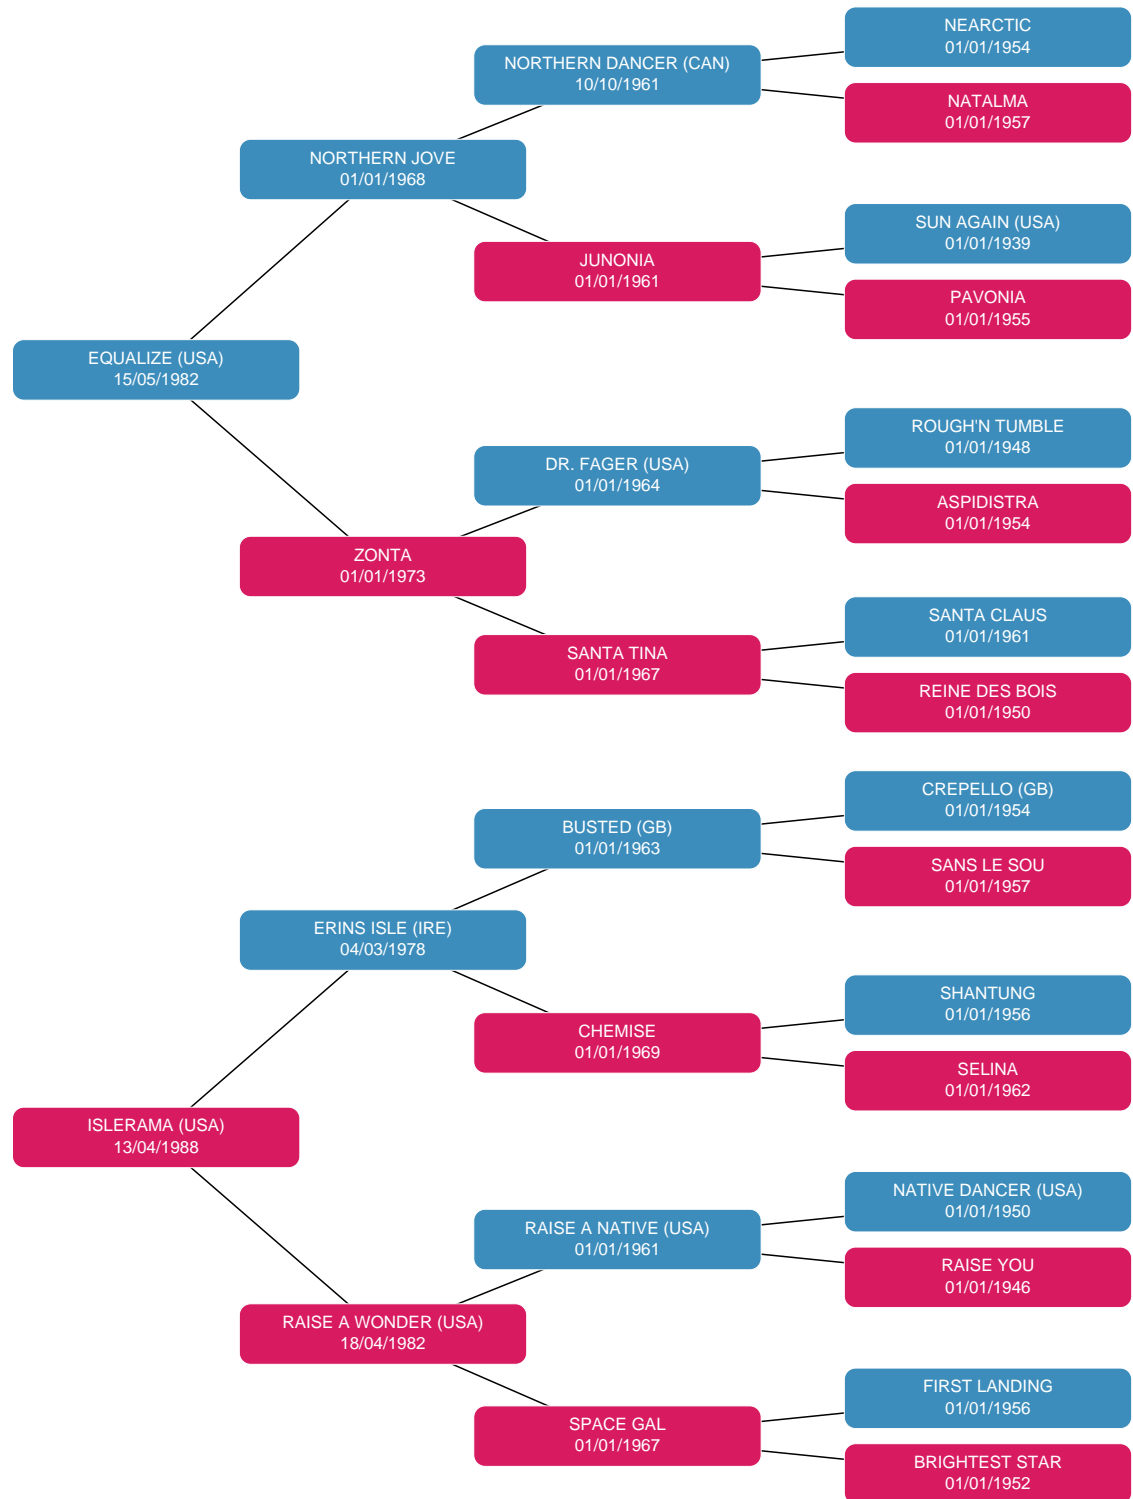 NEARCTIC
01/01/1954
NORTHERN DANCER (CAN)
10/10/1961
NATALMA
01/01/1957
NORTHERN JOVE
01/01/1968
SUN AGAIN (USA)
01/01/1939
JUNONIA
01/01/1961
PAVONIA
01/01/1955
EQUALIZE (USA)
15/05/1982
ROUGH'N TUMBLE
01/01/1948
DR. FAGER (USA)
01/01/1964
ASPIDISTRA
01/01/1954
ZONTA
01/01/1973
SANTA CLAUS
01/01/1961
SANTA TINA
01/01/1967
REINE DES BOIS
01/01/1950
CREPELLO (GB)
01/01/1954
BUSTED (GB)
01/01/1963
SANS LE SOU
01/01/1957
ERINS ISLE (IRE)
04/03/1978
SHANTUNG
01/01/1956
CHEMISE
01/01/1969
SELINA
01/01/1962
ISLERAMA (USA)
13/04/1988
NATIVE DANCER (USA)
01/01/1950
RAISE A NATIVE (USA)
01/01/1961
RAISE YOU
01/01/1946
RAISE A WONDER (USA)
18/04/1982
FIRST LANDING
01/01/1956
SPACE GAL
01/01/1967
BRIGHTEST STAR
01/01/1952